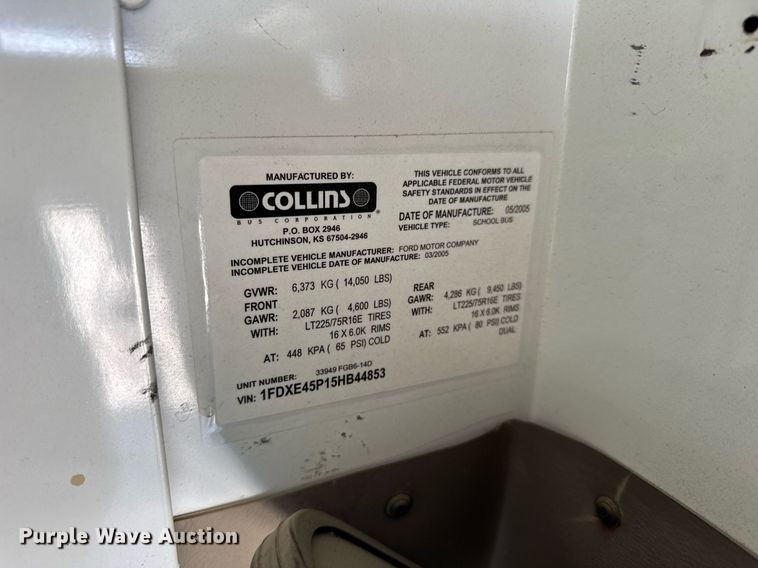 MANUFACTURED BY:
COLLINS
BUS CORPORATION ®
P.O. BOX 2946
HUTCHINSON, KS 67504-2946
THIS VEHICLE CONFORMS TO ALL
APPLICABLE FEDERAL MOTOR VEHICLE
SAFETY STANDARDS IN EFFECT ON THE
DATE OF MANUFACTURE
DATE OF MANUFACTURE: 05/2005
VEHICLE TYPE: SCHOOL BUS
INCOMPLETE VEHICLE MANUFACTURER: FORD MOTOR COMPANY
INCOMPLETE VEHICLE DATE OF MANUFACTURE: 03/2005
GVWR: 6,373 KG ( 14,050 LBS)
FRONT
GAWR: 2,087 KG ( 4,600 LBS)
WITH: LT225/75R16E TIRES
16 X 6.0K RIMS
AT: 448 KPA ( 65 PSI) COLD
REAR
GAWR: 4,286 KG ( 9,450 LBS)
WITH: LT225/75R16E TIRES
16 X 6.0K RIMS
AT: 552 KPA ( 80 PSI) COLD
DUAL
UNIT NUMBER: 33949 FGB6-14D
VIN: 1FDXE45P15HB44853
Purple Wave Auction